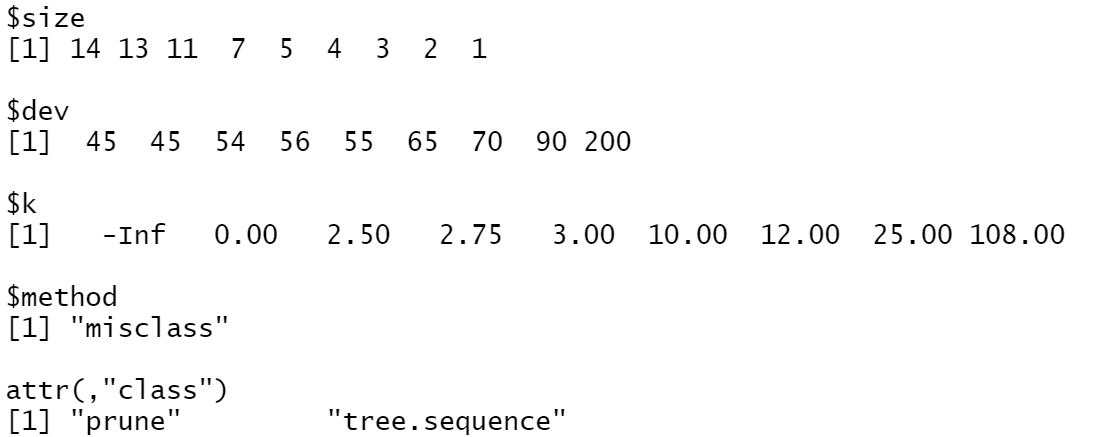 $size
[1] 14 13 11  7  5  4  3  2  1

$dev
[1]  45  45  54  56  55  65  70  90 200

$k
[1]   -Inf   0.00   2.50   2.75   3.00  10.00  12.00  25.00 108.00

$method
[1] "misclass"

attr(,"class")
[1] "prune"         "tree.sequence"